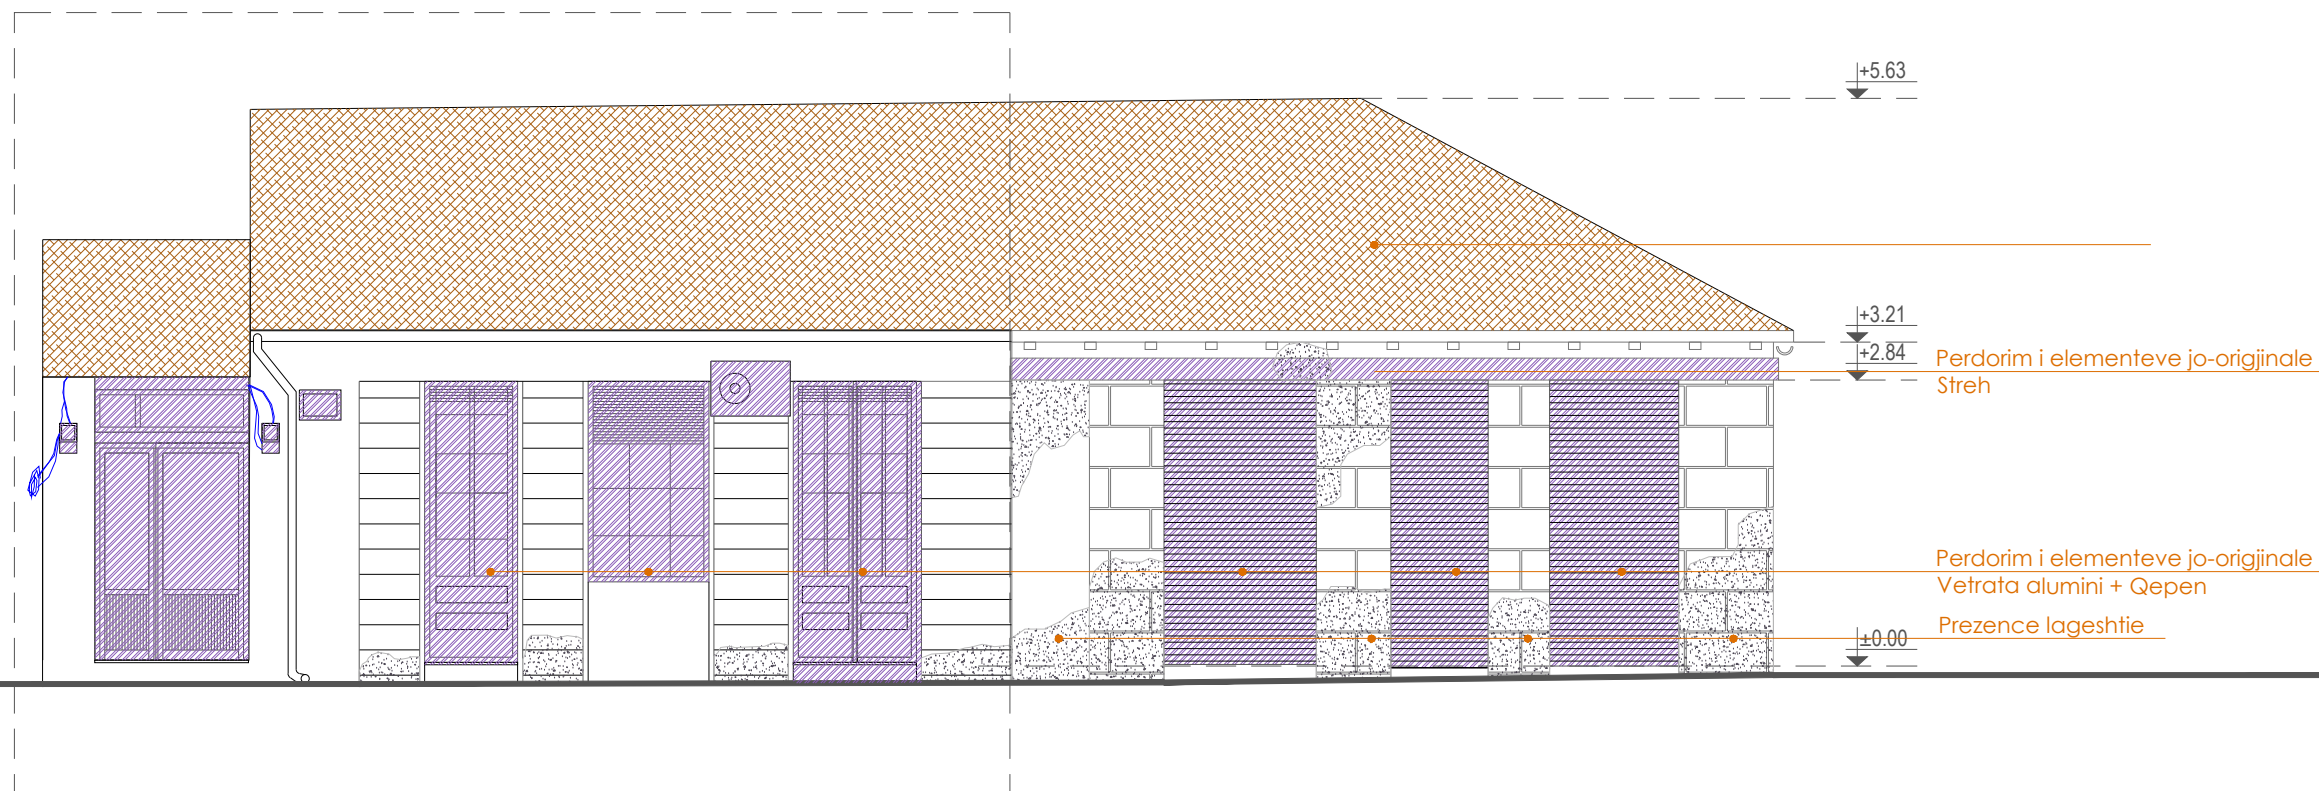 +5.63
+3.21
+2.84
Perdorim i elementeve jo-origjinale
Streh
Perdorim i elementeve jo-origjinale
Vetrata alumini + Qepen
Prezence lageshtie
±0.00